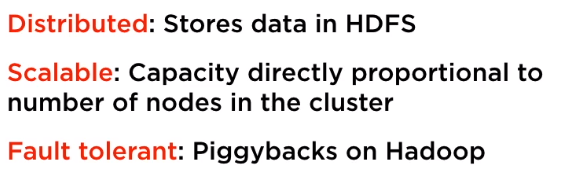 Distributed: Stores data in HDFS
Scalable: Capacity directly proportional to
number of nodes in the cluster
Fault tolerant: Piggybacks on Hadoop